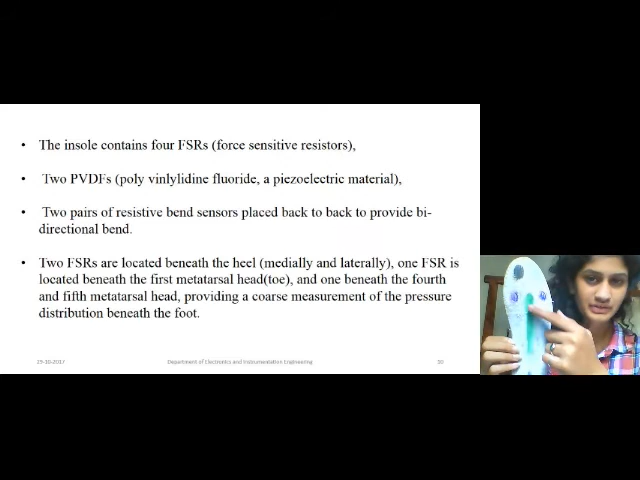 • The insole contains four FSRs (force sensitive resistors),
• Two PVDFs (poly vinlylidine fluoride, a piezoelectric material),
• Two pairs of resistive bend sensors placed back to back to provide bi-
directional bend.
• Two FSRs are located beneath the heel (medially and laterally), one FSR is
located beneath the first metatarsal head(toe), and one beneath the fourth
and fifth metatarsal head, providing a coarse measurement of the pressure
distribution beneath the foot.
Department of Electronics and Instrumentation Engineering